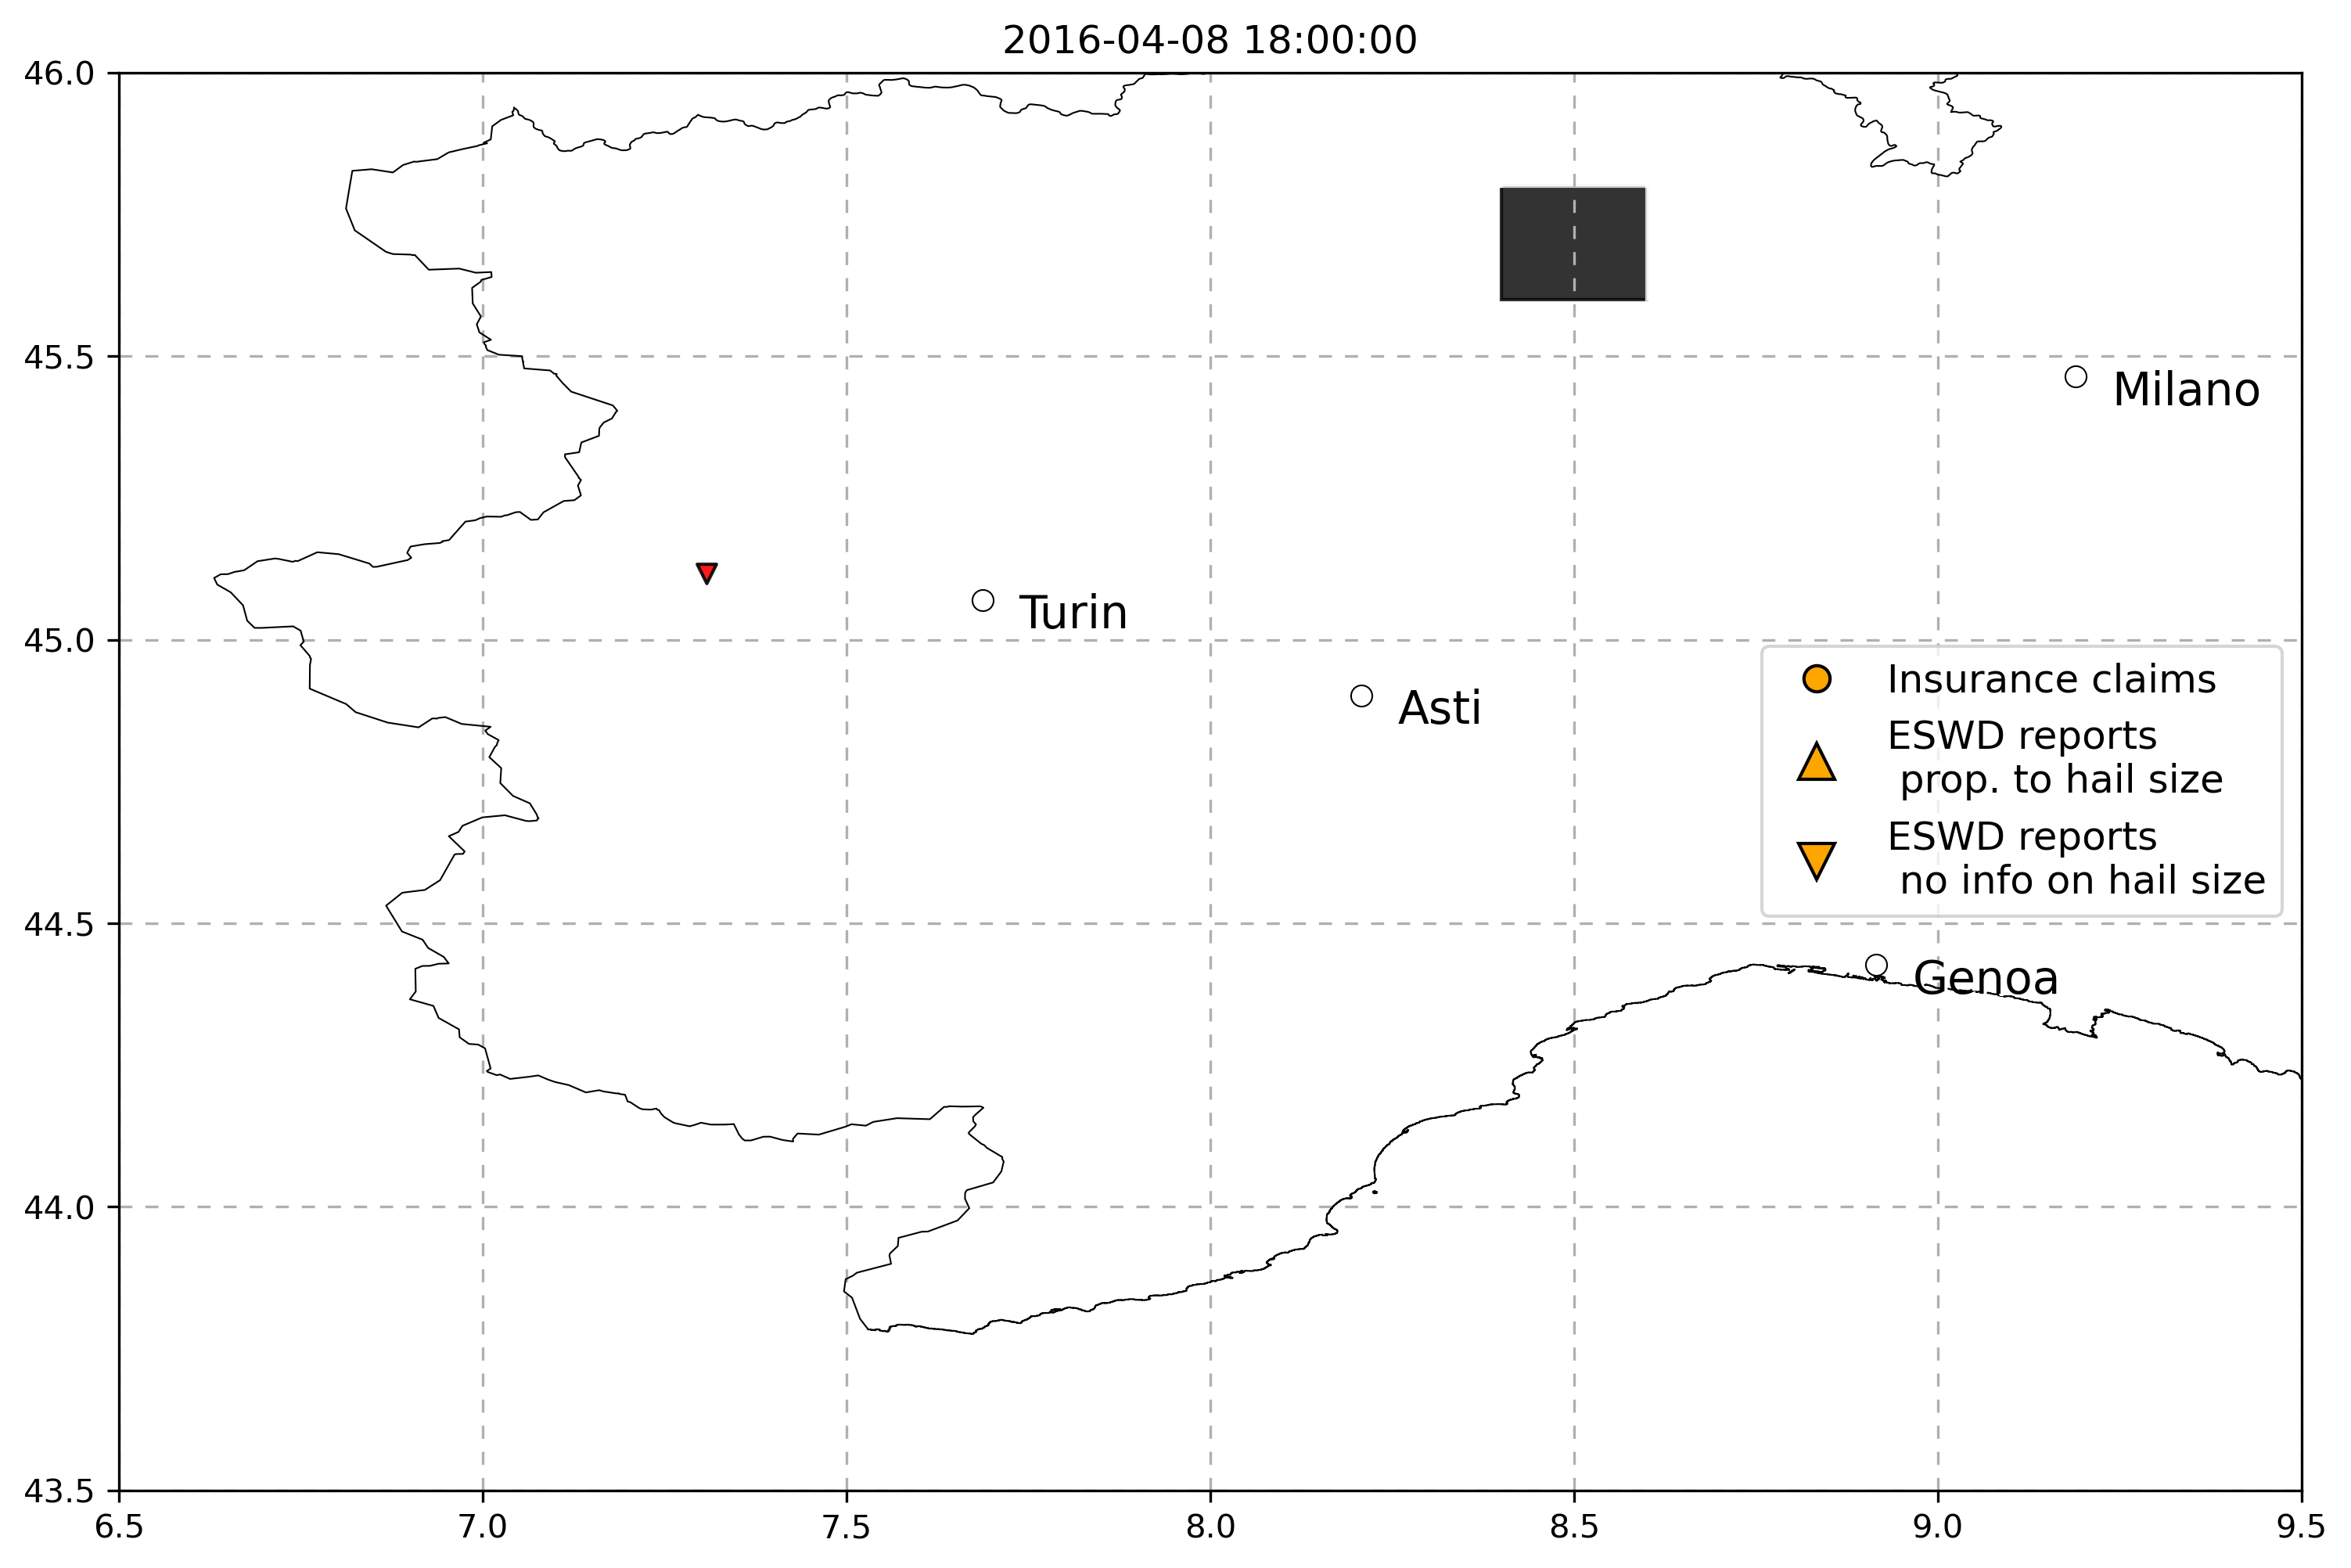 2016-04-08 18:00:00
46.0
45.5
Milano
Turin
45.0
Insurance claims
Asti
ESWD reports
prop. to hail size
ESWD reports
no info on hail size
44.5
Genoa
44.0
43.5
6.5 7.0 7.5 8.0 8.5 9.0 9.5